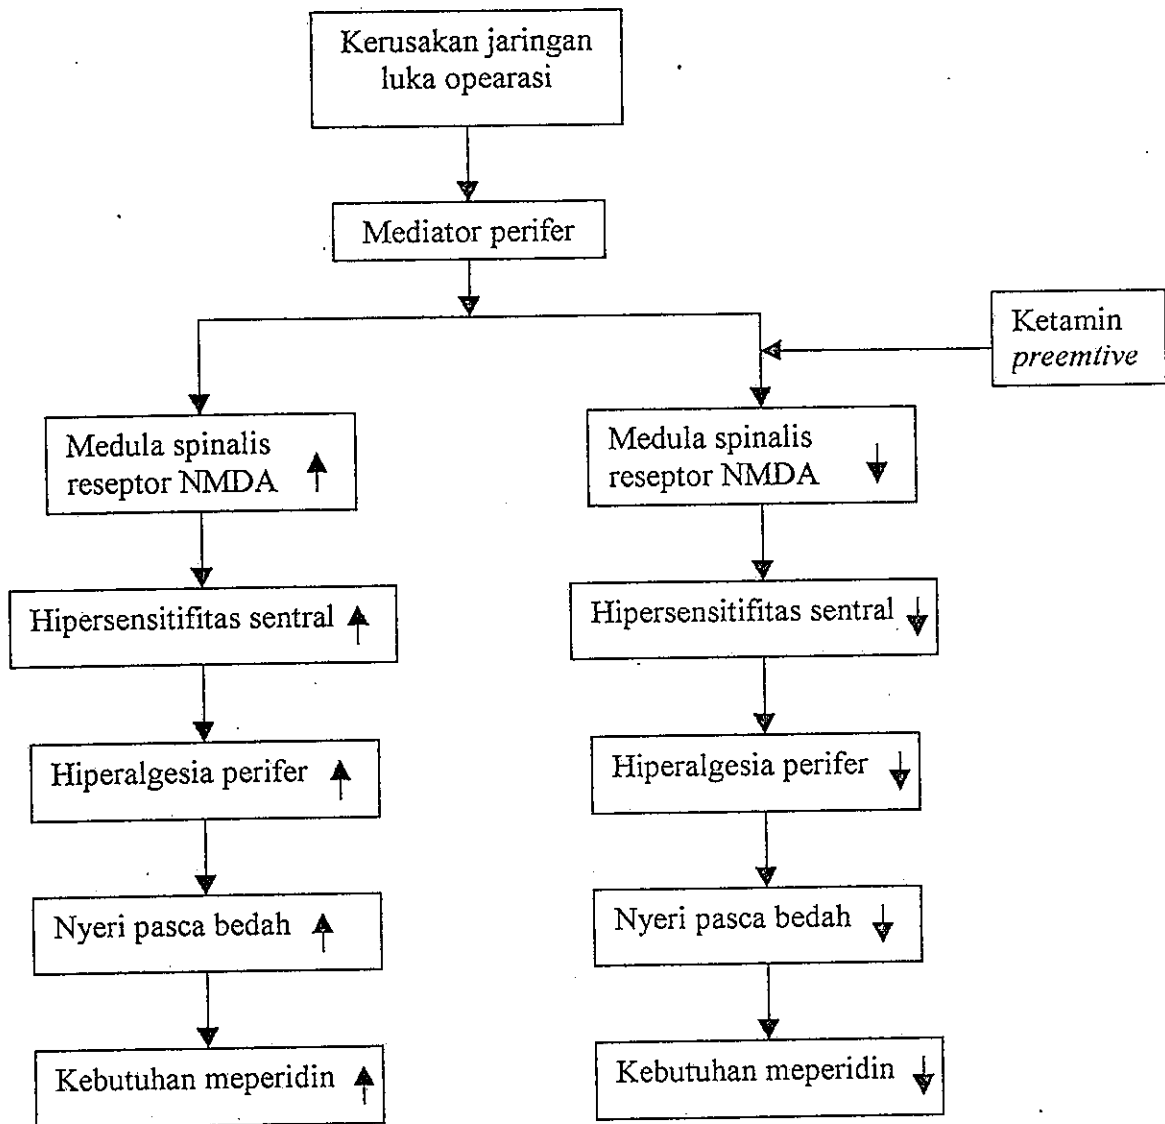 Kerusakan jaringan
luka opearasi
Mediator perifer
Ketamin
preemtive
Medula spinalis
reseptor NMDA
Medula spinalis
reseptor NMDA
Hipersensitifitas sentral
Hipersensitifitas sentral
Hiperalgesia perifer
Hiperalgesia perifer
Nyeri pasca bedah
Nyeri pasca bedah
Kebutuhan meperidin
Kebutuhan meperidin